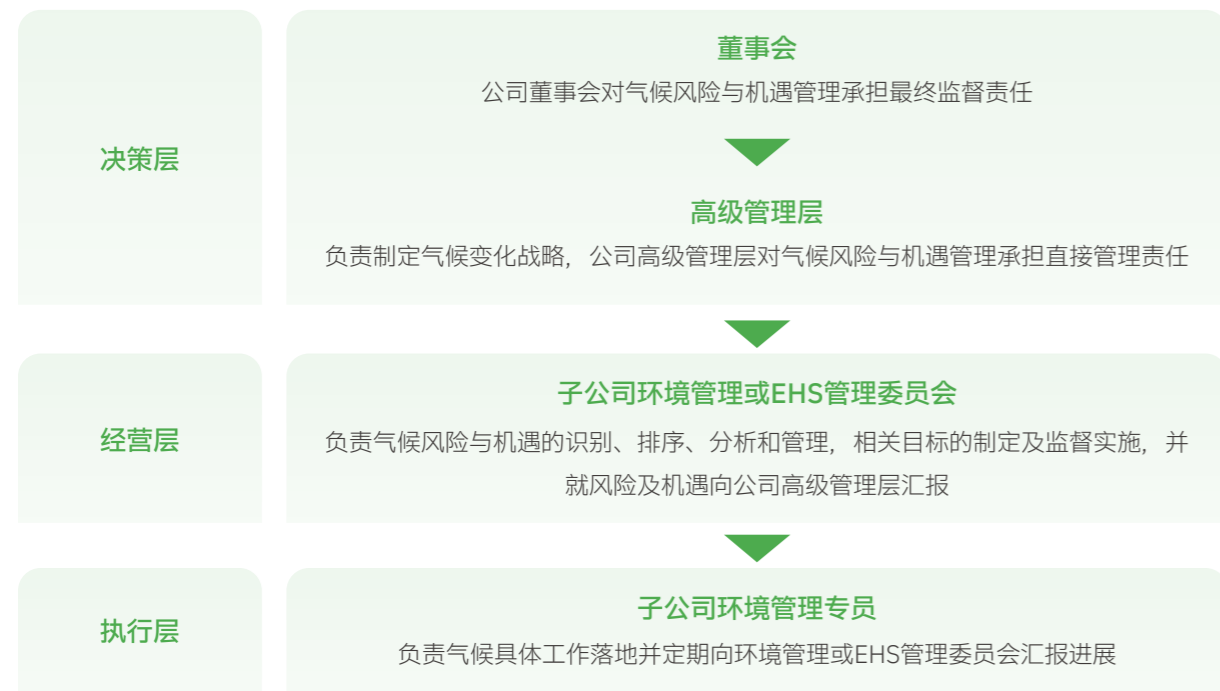 决策层
董事会
公司董事会对气候风险与机遇管理承担最终监督责任
高级管理层
负责制定气候变化战略，公司高级管理层对气候风险与机遇管理承担直接管理责任
经营层
子公司环境管理或EHS管理委员会
负责气候风险与机遇的识别、排序、分析和管理，相关目标的制定及监督实施，并
就风险及机遇向公司高级管理层汇报
执行层
子公司环境管理专员
负责气候具体工作落地并定期向环境管理或EHS管理委员会汇报进展